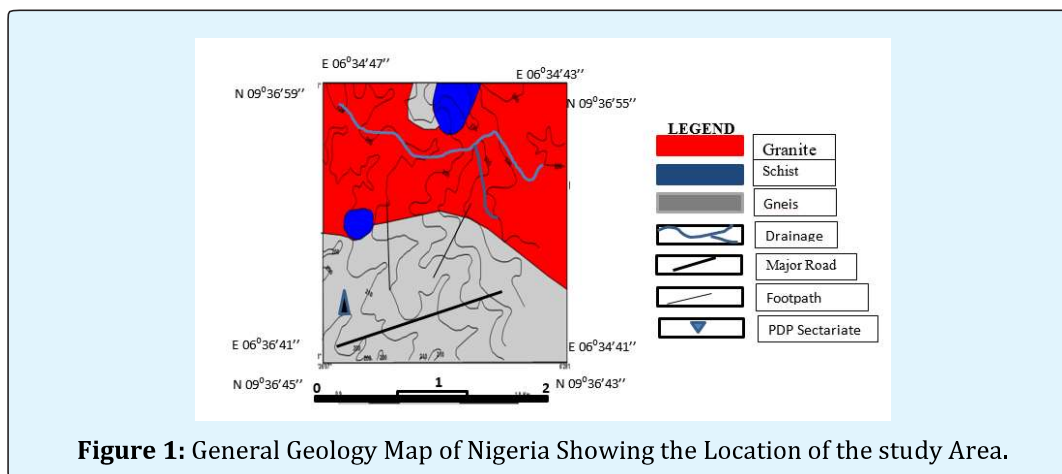 E 06⁰34’47’’
E 06⁰34’43’’
N 09⁰36’59’’
N 09⁰36’55’’
LEGEND
Granite
Schist
Gneis
Drainage
Major Road
Footpath
PDP Sectariate
E 06⁰36’41’’
E 06⁰34’41’’
N 09⁰36’45’’
N 09⁰36’43’’
0 1 2
Figure 1: General Geology Map of Nigeria Showing the Location of the study Area.